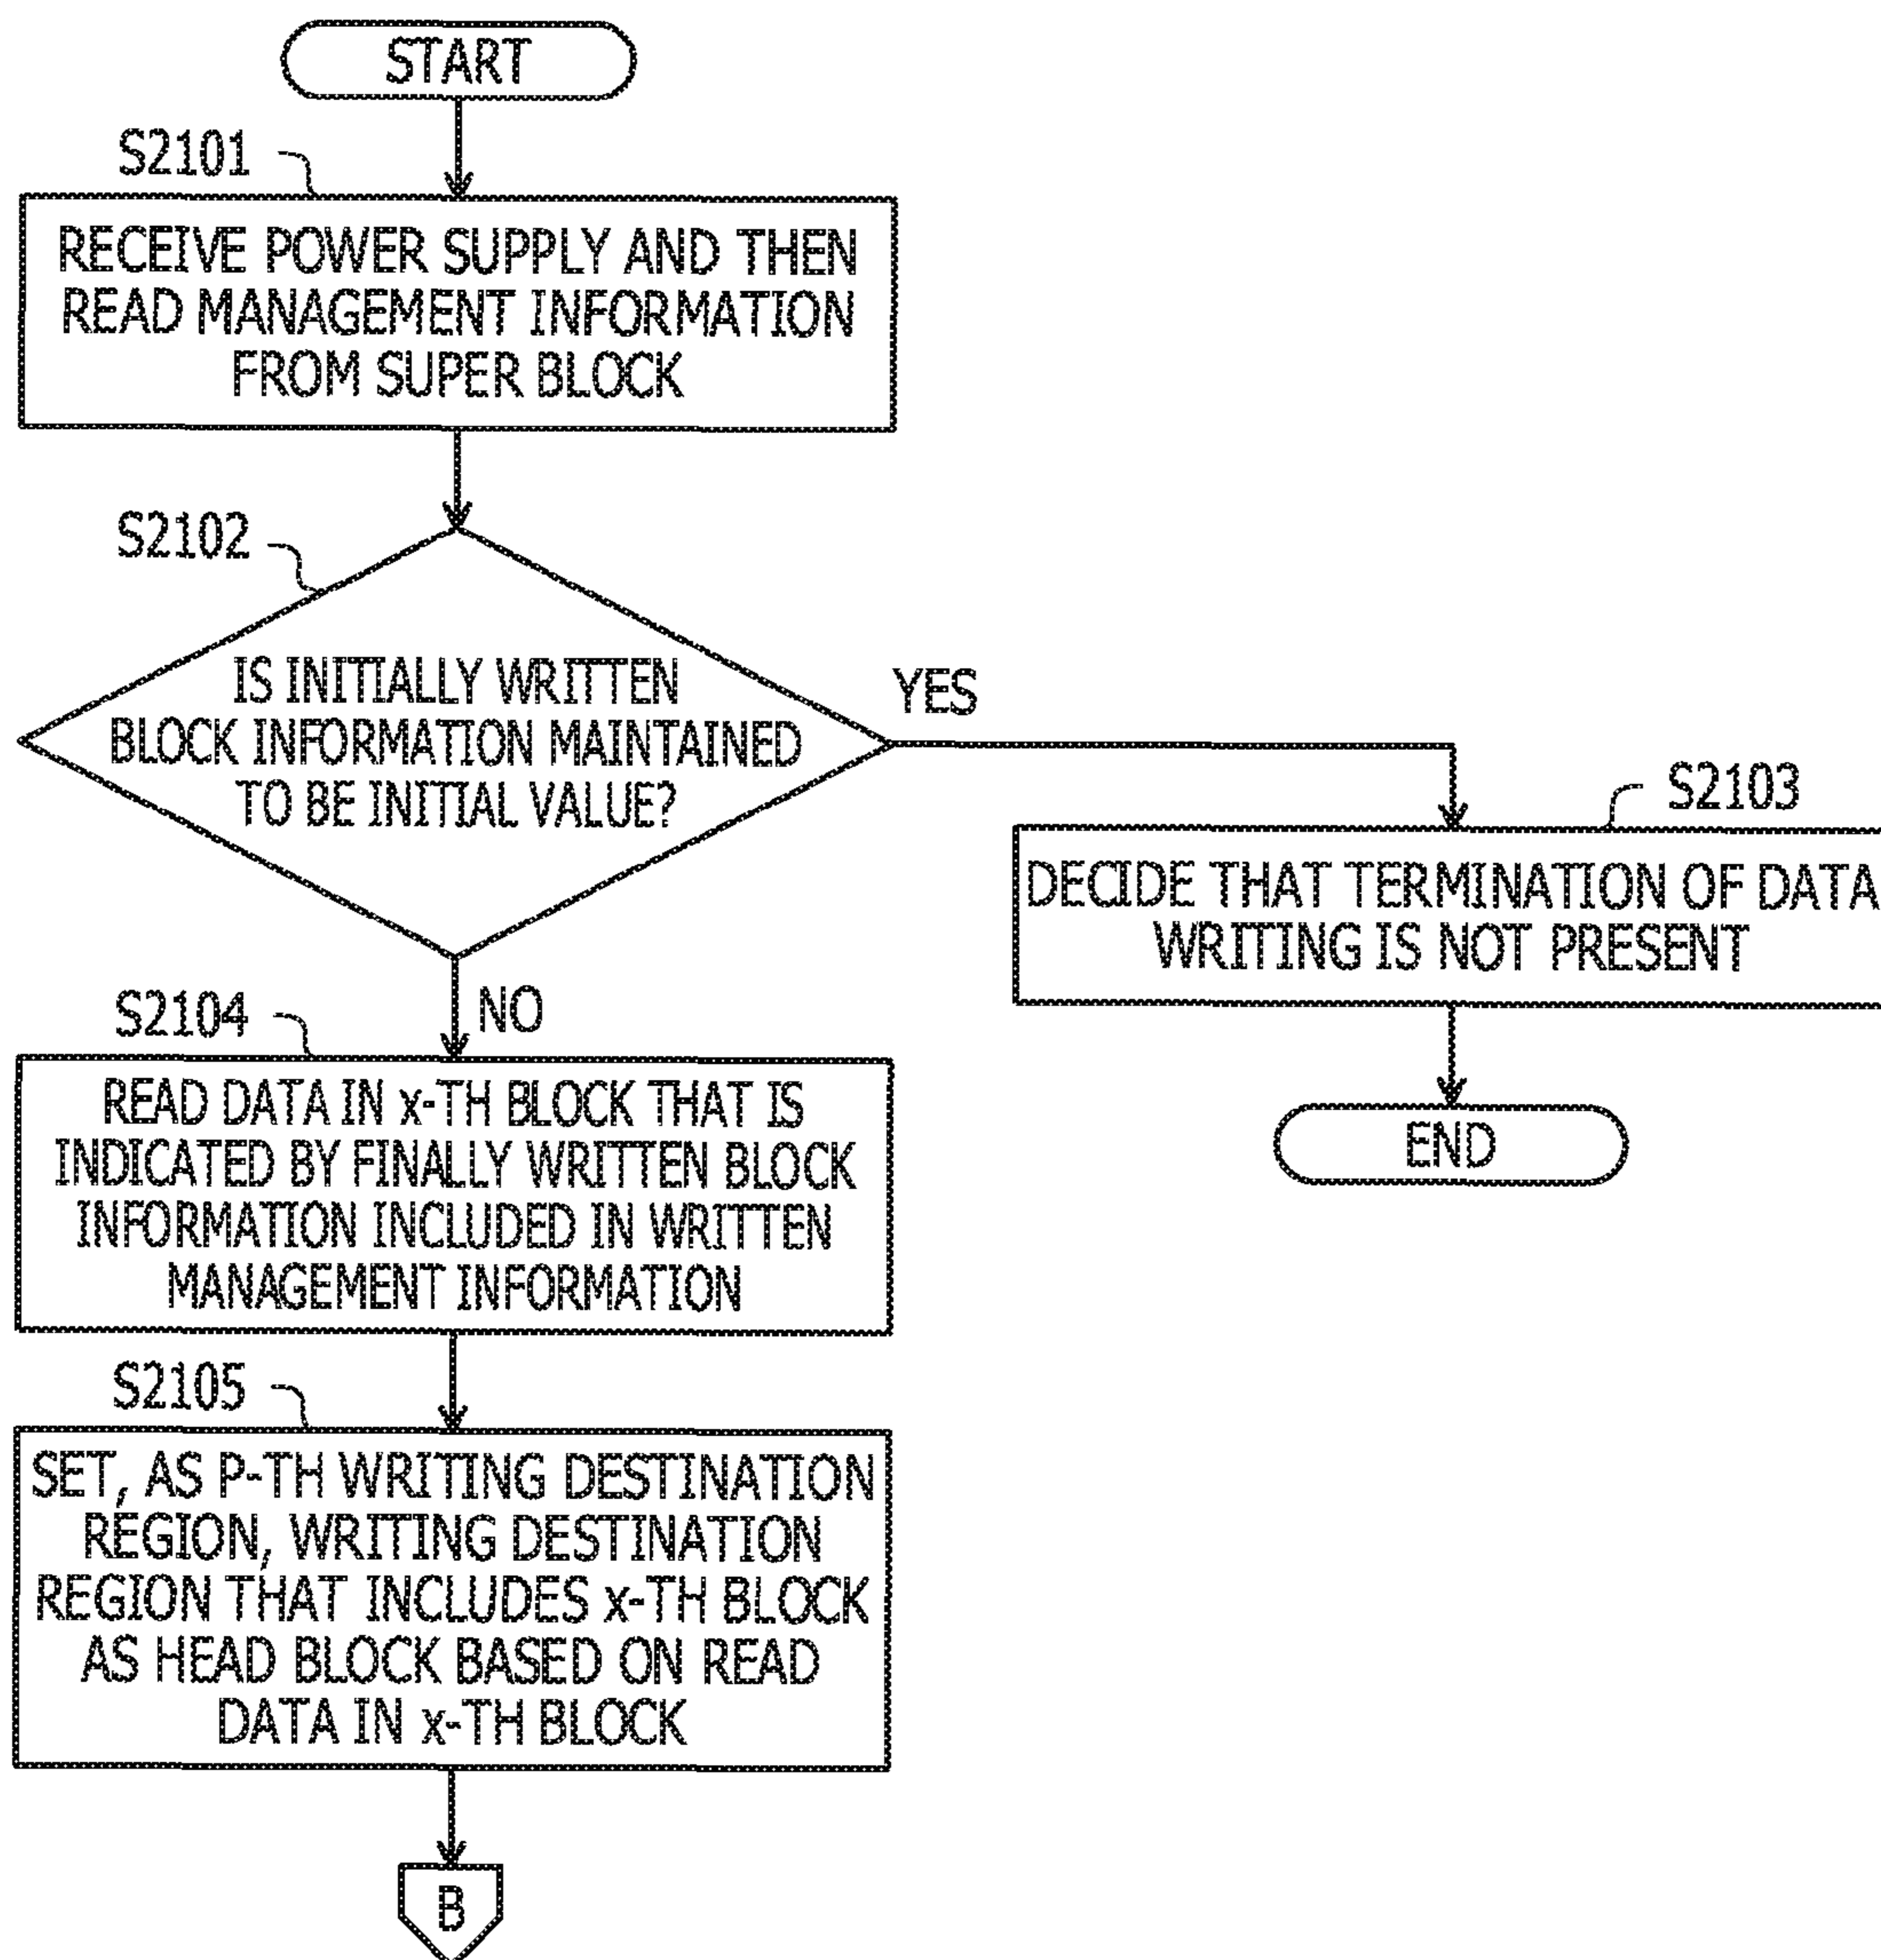 START
S2101
RECEIVE POWER SUPPLY AND THEN
READ MANAGEMENT INFORMATION
FROM SUPER BLOCK
S2102
IS INITIALLY WRITTEN
BLOCK INFORMATION MAINTAINED
TO BE INITIAL VALUE?
YES
S2103
DECIDE THAT TERMINATION OF DATA
WRITING IS NOT PRESENT
END
NO
S2104
READ DATA IN x-TH BLOCK THAT IS
INDICATED BY FINALLY WRITTEN BLOCK
INFORMATION INCLUDED IN WRITTEN
MANAGEMENT INFORMATION
S2105
SET, AS P-TH WRITING DESTINATION
REGION, WRITING DESTINATION
REGION THAT INCLUDES x-TH BLOCK
AS HEAD BLOCK BASED ON READ
DATA IN x-TH BLOCK
B